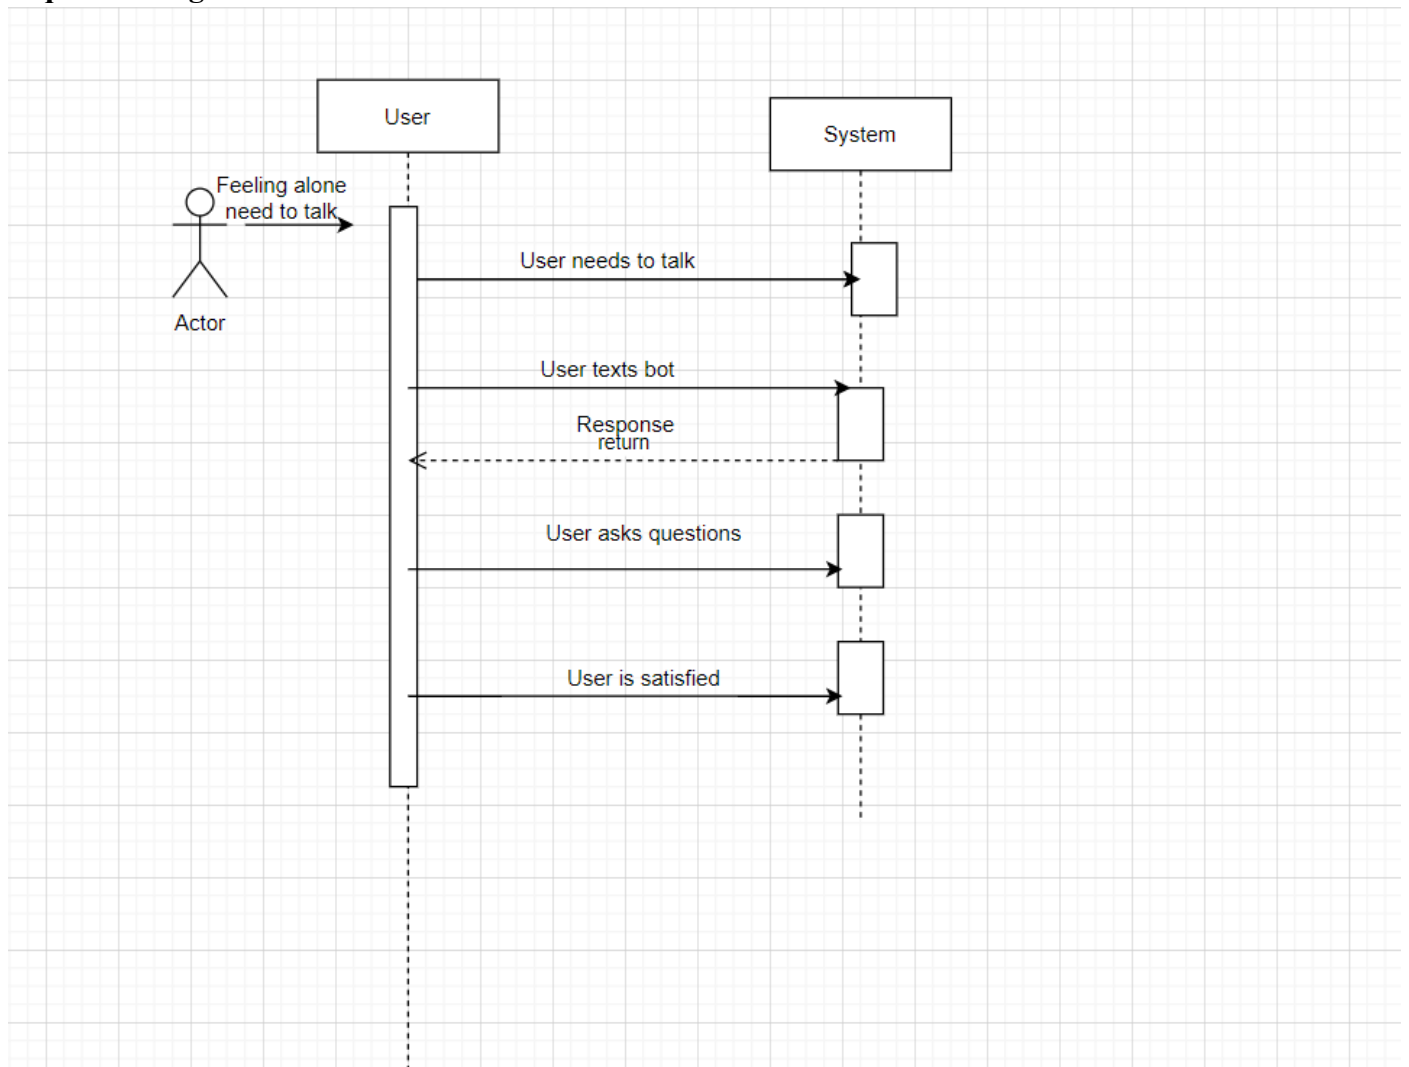 User
System
Feeling alone
need to talk
Actor
User needs to talk
User texts bot
Response
return
User asks questions
User is satisfied